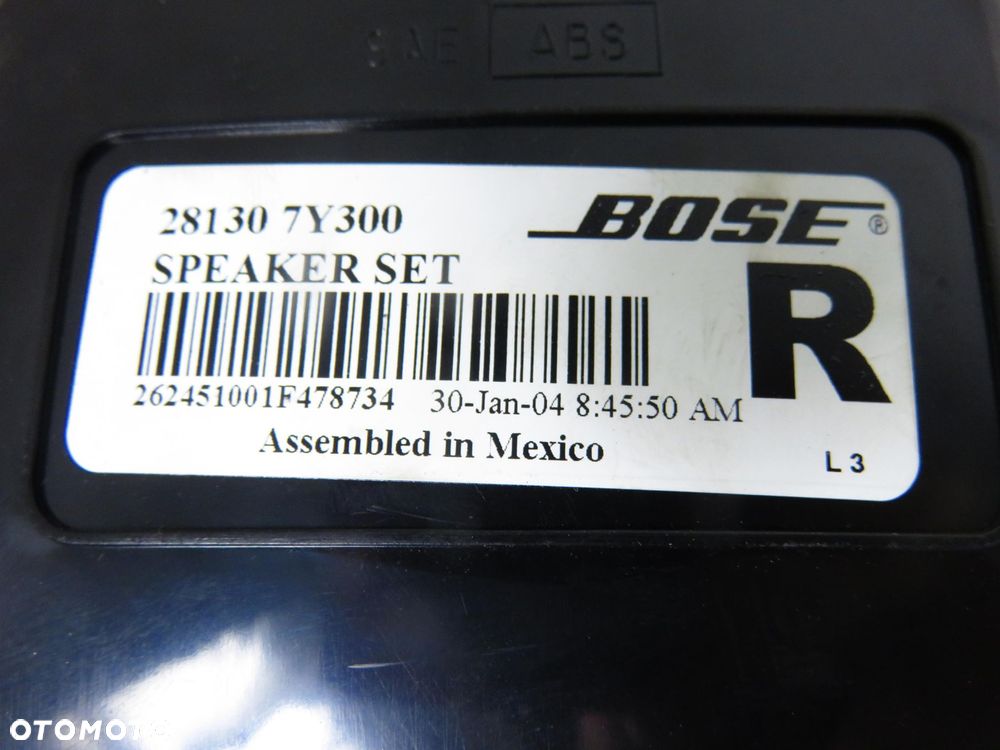 SAE ABS
28130 7Y300
BOSE®
SPEAKER SET
R
262451001F478734 30-Jan-04 8:45:50 AM
Assembled in Mexico
L 3
OTOMOTO